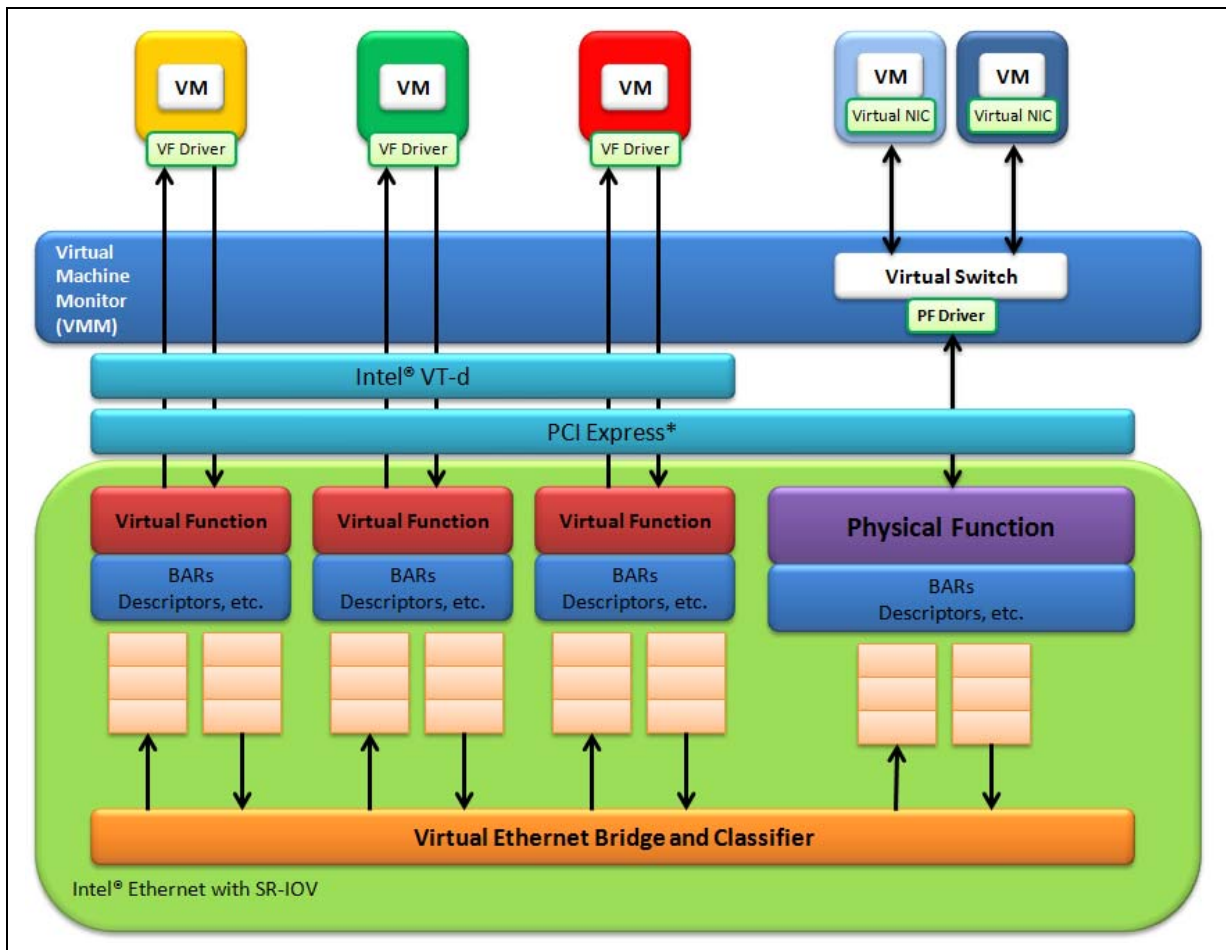 VM
VM
VM
VM
VM
VF Driver
VF Driver
VF Driver
Virtual NIC
Virtual NIC
Virtual
Machine
Monitor
(VMM)
Virtual Switch
PF Driver
Intel® VT-d
PCI Express*
Virtual Function
Virtual Function
Virtual Function
Physical Function
BARs
Descriptors, etc.
BARs
Descriptors, etc.
BARs
Descriptors, etc.
BARs
Descriptors, etc.
Virtual Ethernet Bridge and Classifier
Intel® Ethernet with SR-IOV